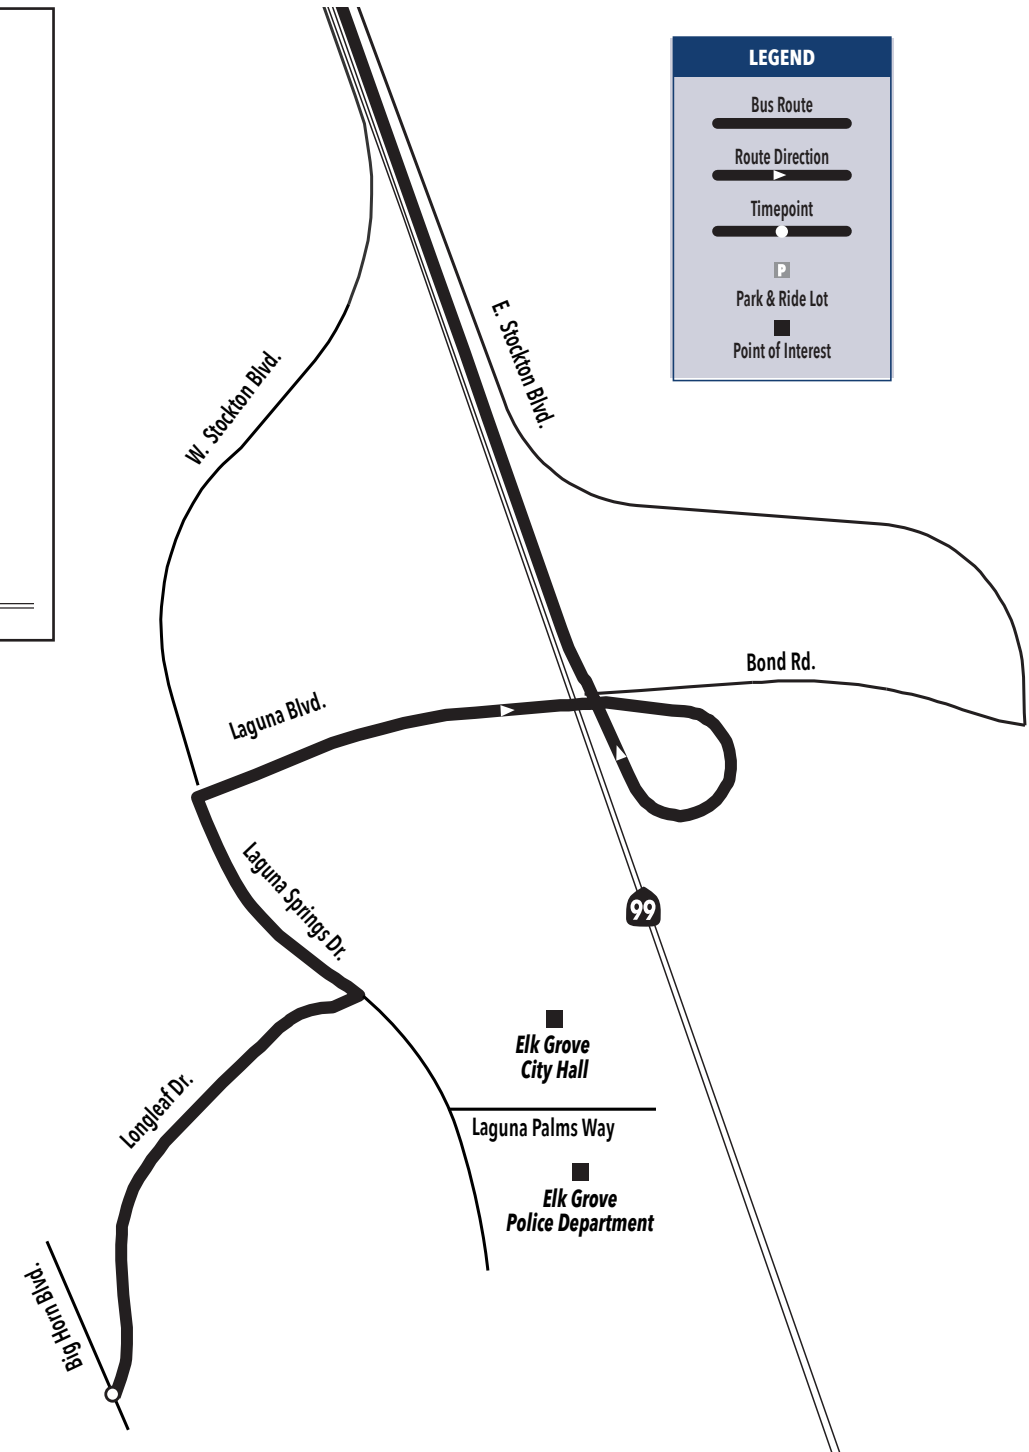 LEGEND
Bus Route
Route Direction
Timepoint
P
Park & Ride Lot
Point of Interest
E. Stockton Blvd.
W. Stockton Blvd.
Bond Rd.
Laguna Blvd.
Laguna Springs Dr.
99
Elk Grove
City Hall
Longleaf Dr.
Laguna Palms Way
Elk Grove
Police Department
Big Horn Blvd.